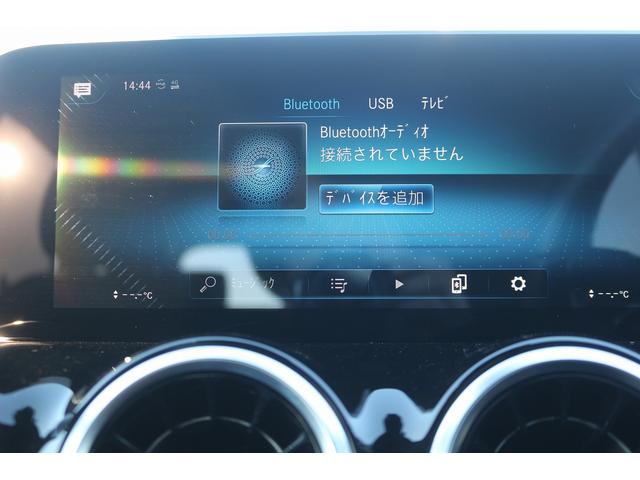 14:44 4G
Bluetooth USB ﾃﾚﾋﾞ
Bluetoothｵｰﾃﾞｨｵ
接続されていません
ﾃﾞﾊﾞｲｽを追加
ﾐｭｰｼﾞｯｸ
--.-°C --.-°C